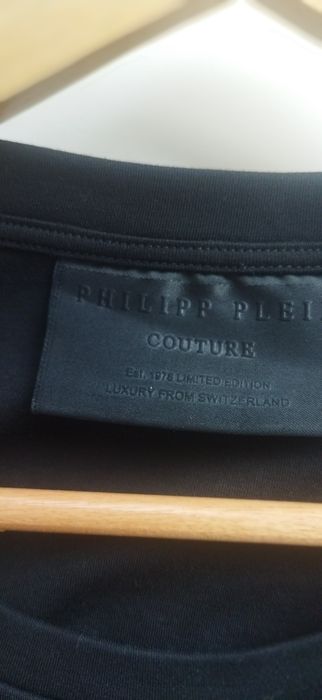 PHILIPP PLEI
COUTURE
Est. 1978 LIMITED EDITION
LUXURY FROM SWITZERLAND